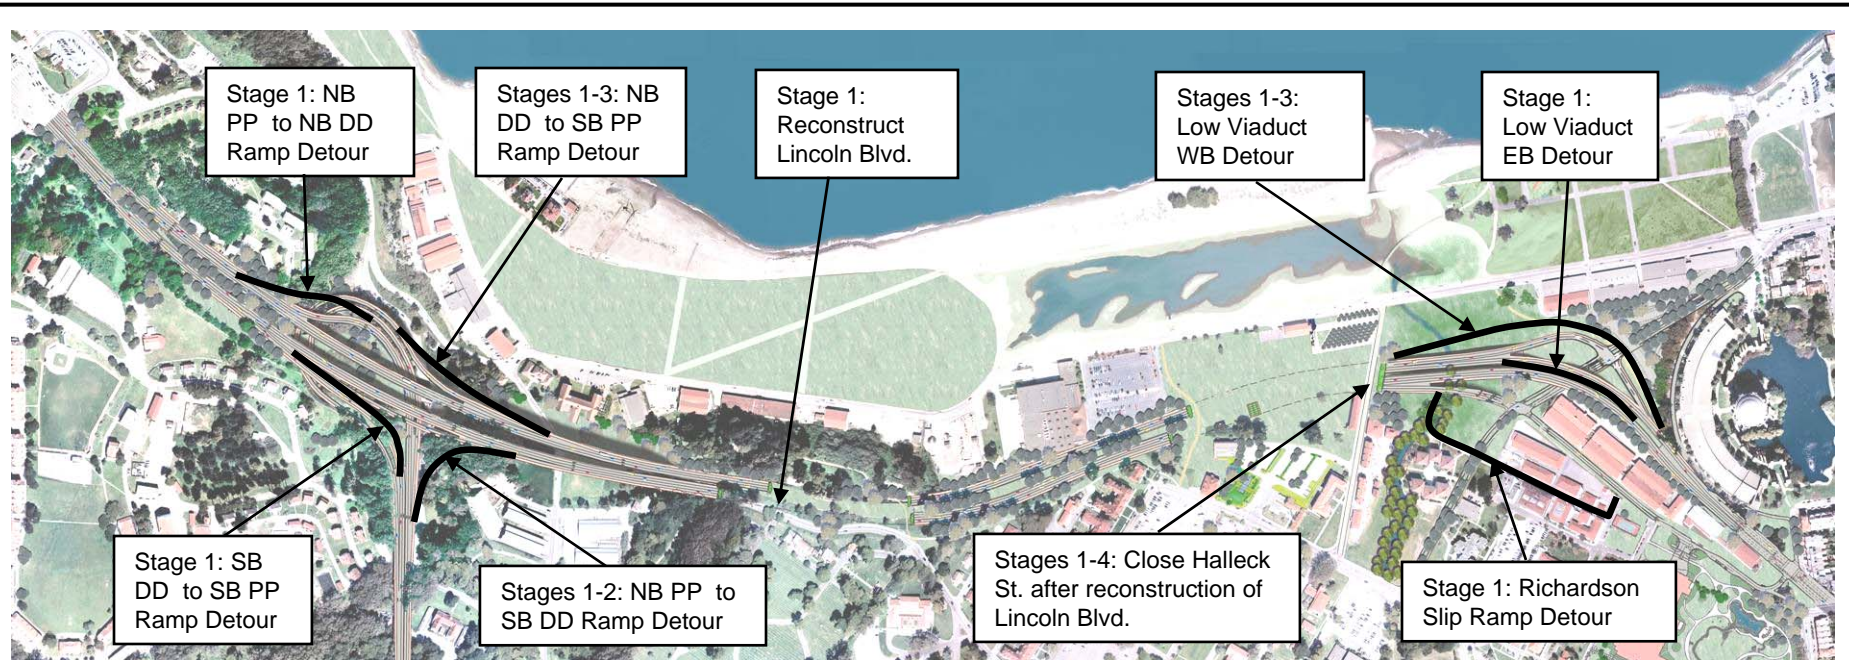 Stage 1: NB
PP to NB DD
Ramp Detour
Stages 1-3: NB
DD to SB PP
Ramp Detour
Stage 1:
Reconstruct
Lincoln Blvd.
Stages 1-3:
Low Viaduct
WB Detour
Stage 1:
Low Viaduct
EB Detour
Stage 1: SB
DD to SB PP
Ramp Detour
Stages 1-2: NB PP to
SB DD Ramp Detour
Stages 1-4: Close Halleck
St. after reconstruction of
Lincoln Blvd.
Stage 1: Richardson
Slip Ramp Detour